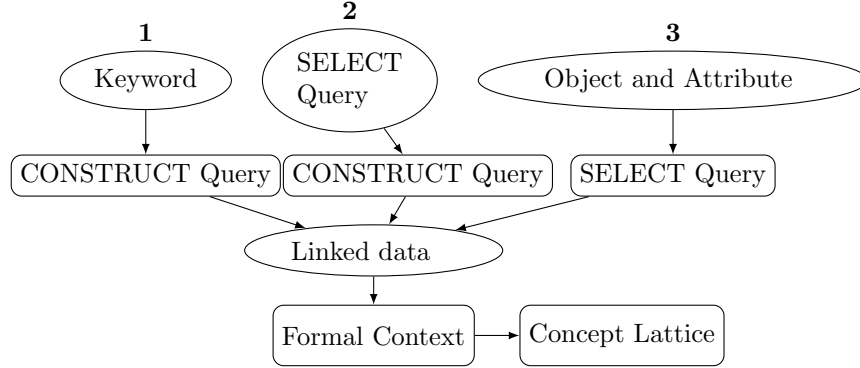 1
2
3
Keyword
SELECT
Query
Object and Attribute
CONSTRUCT Query
CONSTRUCT Query
SELECT Query
Linked data
Formal Context
Concept Lattice